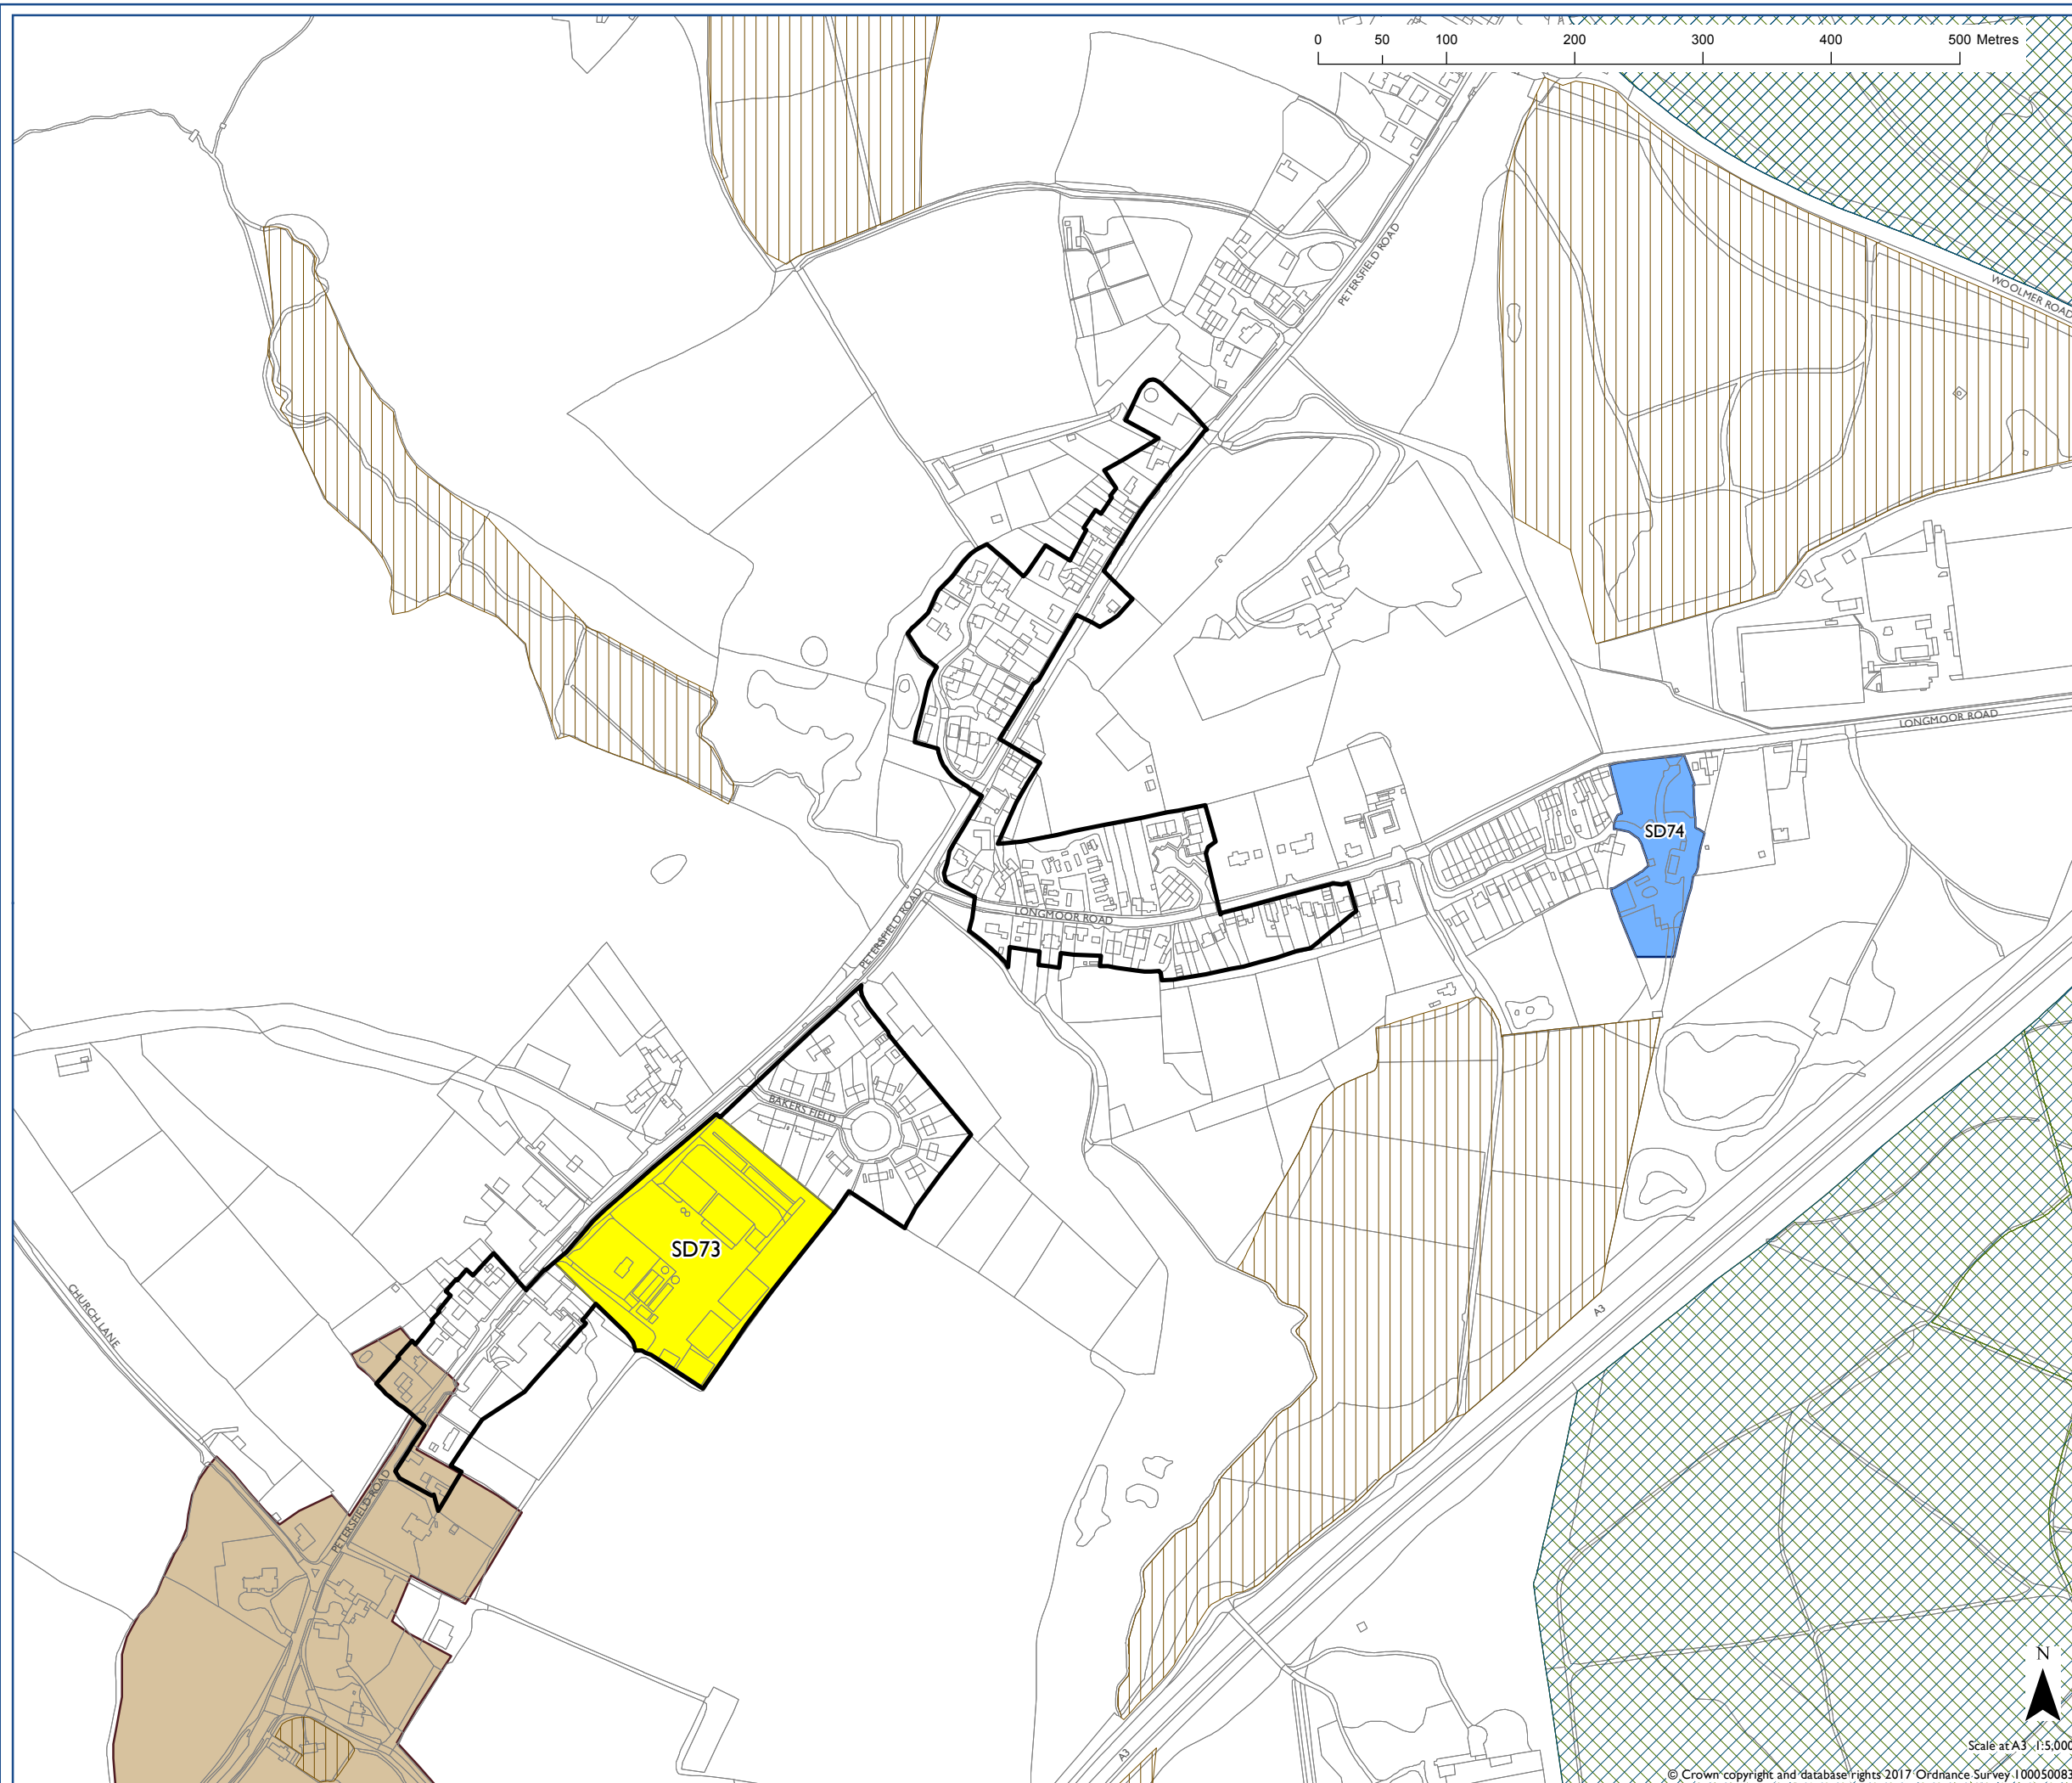 0 50 100 200 300 400 500 Metres
PETERSFIELD ROAD
WOOLMER ROAD
LONGMOOR ROAD
SD74
LONGMOOR ROAD
PETERSFIELD ROAD
BAKERS FIELD
SD73
CHURCH LANE
A3
PETERSFIELD ROAD
N
A3
Scale at A3 1:5,000
© Crown copyright and database rights 2017 Ordnance Survey 100050083